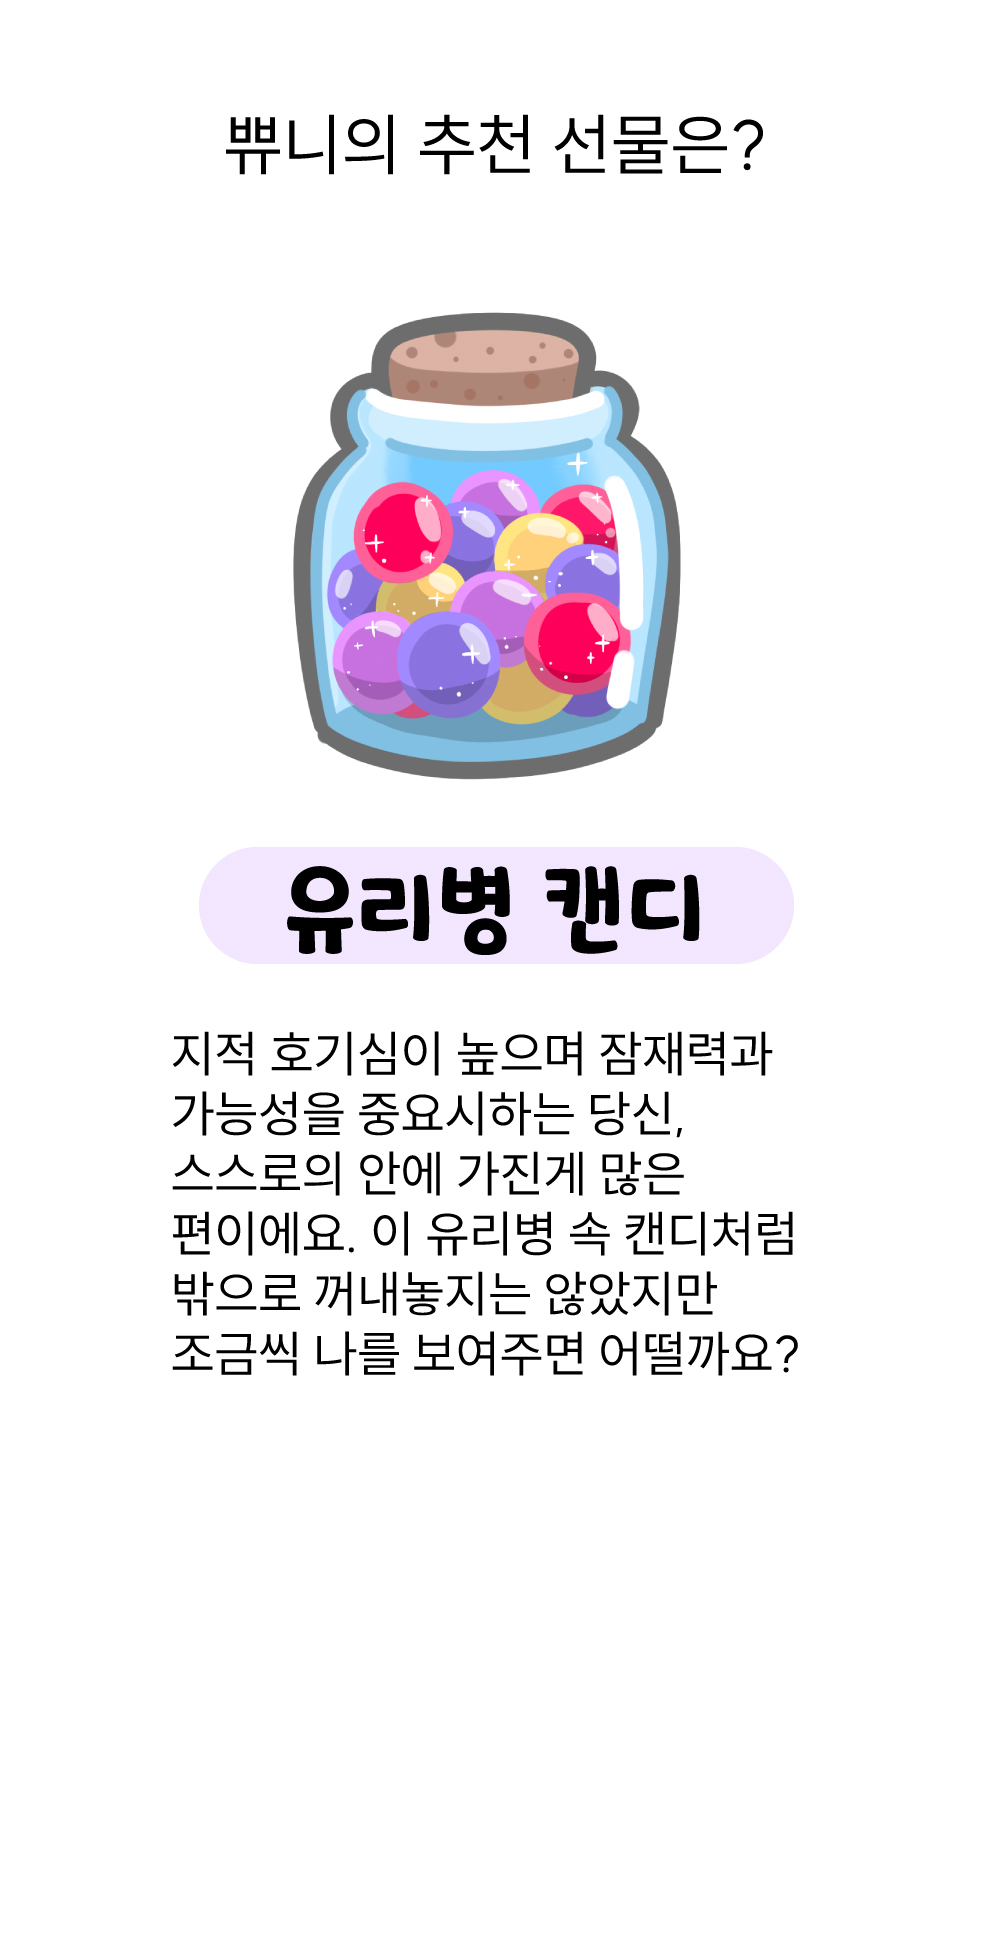 쀼니의 추천 선물은?
유리병 캔디
지적 호기심이 높으며 잠재력과
가능성을 중요시하는 당신,
스스로의 안에 가진게 많은
편이에요. 이 유리병 속 캔디처럼
밖으로 꺼내놓지는 않았지만
조금씩 나를 보여주면 어떨까요?